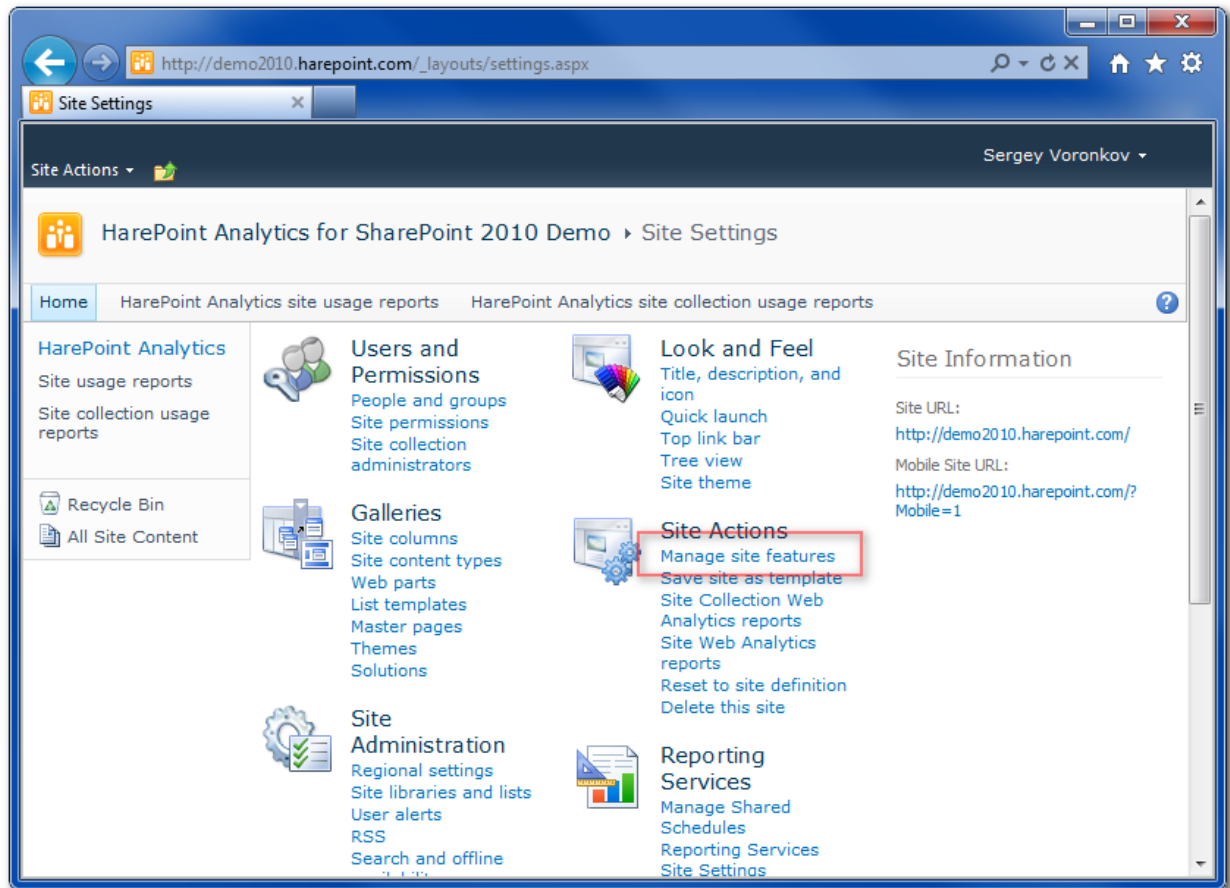 http://demo2010.harepoint.com/_layouts/settings.aspx
Site Settings
Sergey Voronkov
Site Actions
HarePoint Analytics for SharePoint 2010 Demo ▸ Site Settings
Home
HarePoint Analytics site usage reports
HarePoint Analytics site collection usage reports
HarePoint Analytics
Site usage reports
Site collection usage
reports
Recycle Bin
All Site Content
Users and
Permissions
People and groups
Site permissions
Site collection
administrators
Galleries
Site columns
Site content types
Web parts
List templates
Master pages
Themes
Solutions
Site
Administration
Regional settings
Site libraries and lists
User alerts
RSS
Search and offline
Look and Feel
Title, description, and
icon
Quick launch
Top link bar
Tree view
Site theme
Site Actions
Manage site features
Save site as template
Site Collection Web
Analytics reports
Site Web Analytics
reports
Reset to site definition
Delete this site
Reporting
Services
Manage Shared
Schedules
Reporting Services
Site Settings
Site Information
Site URL:
http://demo2010.harepoint.com/
Mobile Site URL:
http://demo2010.harepoint.com/?
Mobile=1